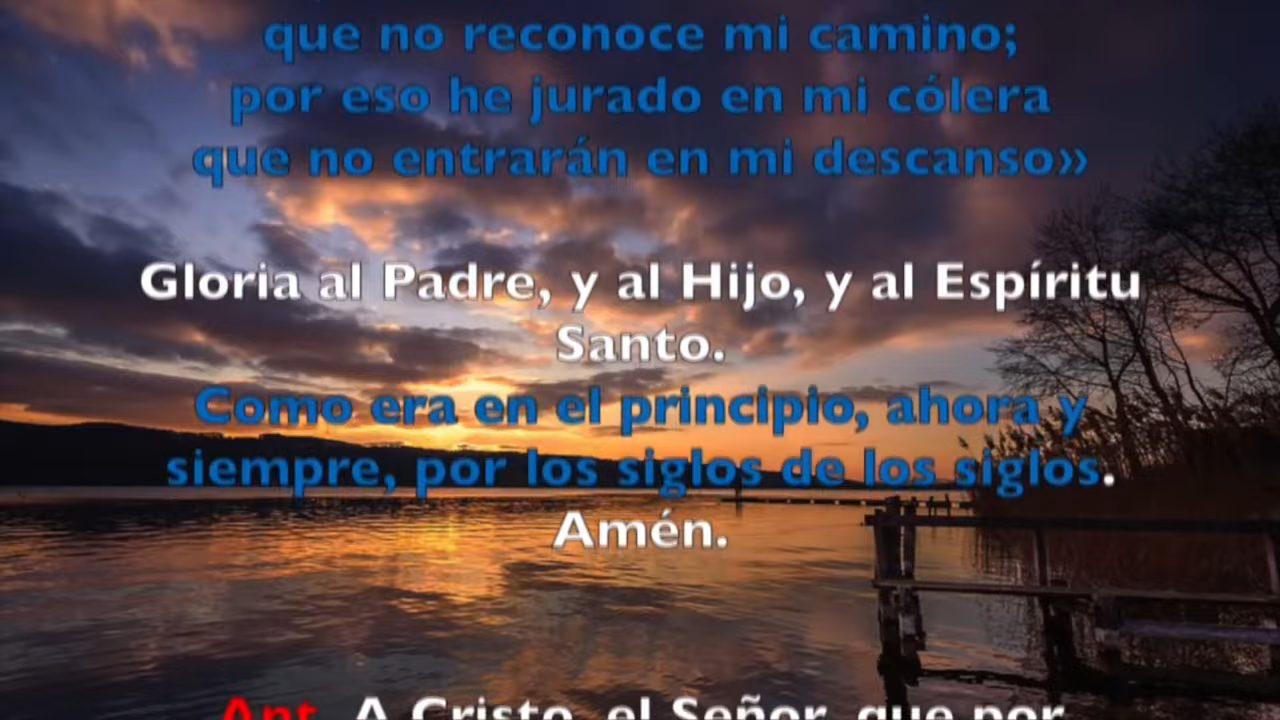 que no reconoce mi camino;
por eso he jurado en mi cólera
que no entrarán en mi descanso»
Gloria al Padre, y al Hijo, y al Espíritu
Santo.
Como era en el principio, ahora y
siempre, por los siglos de los siglos.
Amén.
Ant. A Cristo, el Señor, que por